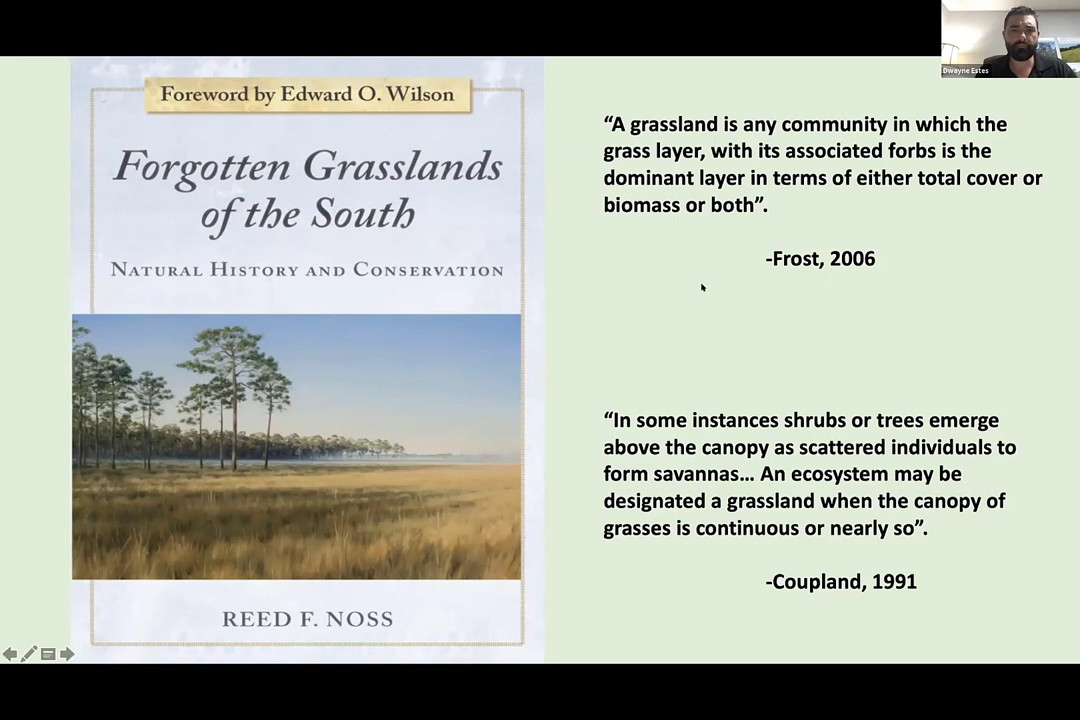 Dwayne Estes
Foreword by Edward O. Wilson
Forgotten Grasslands
of the South
Natural History and Conservation
REED F. NOSS
“A grassland is any community in which the
grass layer, with its associated forbs is the
dominant layer in terms of either total cover or
biomass or both”.
-Frost, 2006
“In some instances shrubs or trees emerge
above the canopy as scattered individuals to
form savannas... An ecosystem may be
designated a grassland when the canopy of
grasses is continuous or nearly so”.
-Coupland, 1991